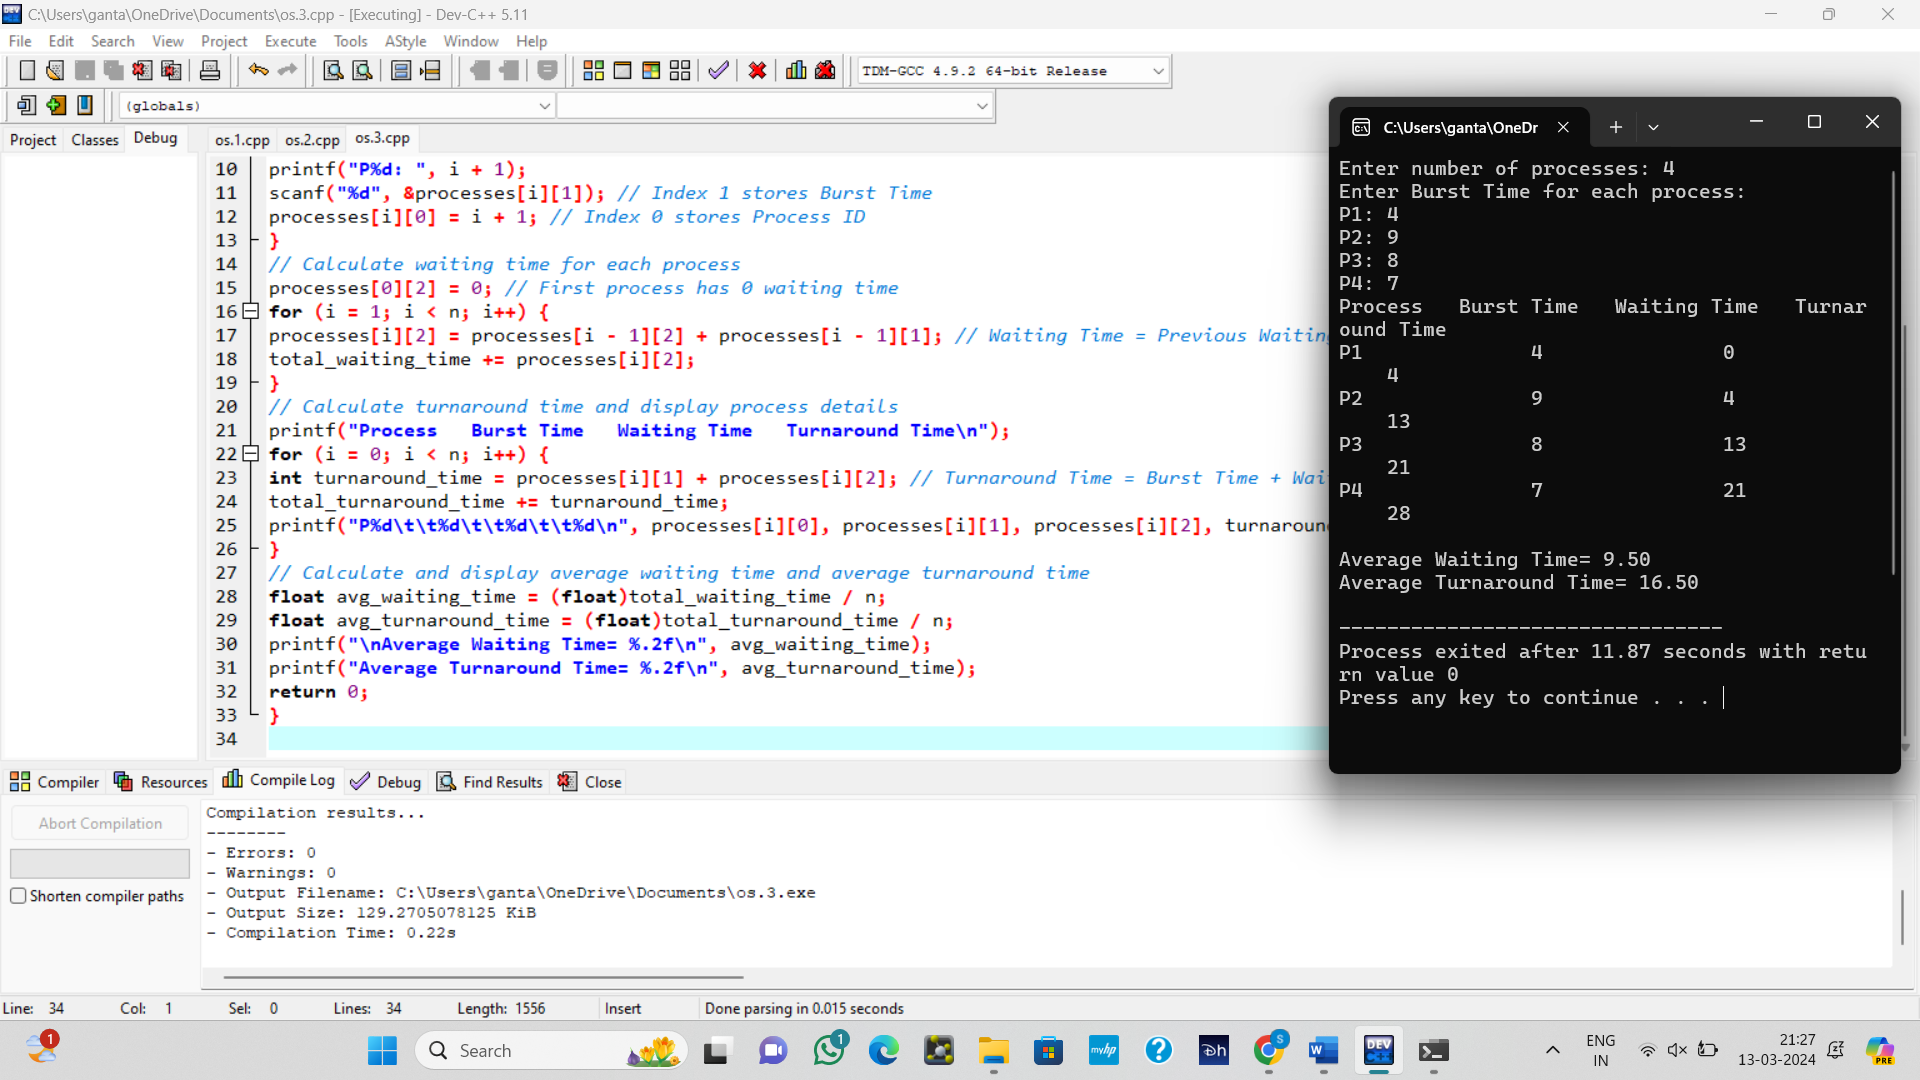 C:\Users\ganta\OneDrive\Documents\os.3.cpp - [Executing] - Dev-C++ 5.11
File Edit Search View Project Execute Tools AStyle Window Help
TDM-GCC 4.9.2 64-bit Release
(globals)
Project Classes Debug
os.1.cpp os.2.cpp os.3.cpp
10 printf("P%d: ", i + 1);
11 scanf("%d", &processes[i][1]); // Index 1 stores Burst Time
12 processes[i][0] = i + 1; // Index 0 stores Process ID
13 }
14 // Calculate waiting time for each process
15 processes[0][2] = 0; // First process has 0 waiting time
16 for (i = 1; i < n; i++) {
17 processes[i][2] = processes[i - 1][2] + processes[i - 1][1]; // Waiting Time = Previous Waitin
18 total_waiting_time += processes[i][2];
19 }
20 // Calculate turnaround time and display process details
21 printf("Process   Burst Time   Waiting Time   Turnaround Time\n");
22 for (i = 0; i < n; i++) {
23 int turnaround_time = processes[i][1] + processes[i][2]; // Turnaround Time = Burst Time + Wai
24 total_turnaround_time += turnaround_time;
25 printf("P%d\t\t%d\t\t%d\t\t%d\n", processes[i][0], processes[i][1], processes[i][2], turnaroun
26 }
27 // Calculate and display average waiting time and average turnaround time
28 float avg_waiting_time = (float)total_waiting_time / n;
29 float avg_turnaround_time = (float)total_turnaround_time / n;
30 printf("\nAverage Waiting Time= %.2f\n", avg_waiting_time);
31 printf("Average Turnaround Time= %.2f\n", avg_turnaround_time);
32 return 0;
33 }
34
C:\Users\ganta\OneDr
Enter number of processes: 4
Enter Burst Time for each process:
P1: 4
P2: 9
P3: 8
P4: 7
Process   Burst Time   Waiting Time   Turnar
ound Time
P1 4 0
4
P2 9 4
13
P3 8 13
21
P4 7 21
28
Average Waiting Time= 9.50
Average Turnaround Time= 16.50
--------------------------------
Process exited after 11.87 seconds with retu
rn value 0
Press any key to continue . . .
Compiler Resources Compile Log Debug Find Results Close
Abort Compilation
Shorten compiler paths
Compilation results...
--------
- Errors: 0
- Warnings: 0
- Output Filename: C:\Users\ganta\OneDrive\Documents\os.3.exe
- Output Size: 129.2705078125 KiB
- Compilation Time: 0.22s
Line: 34 Col: 1 Sel: 0 Lines: 34 Length: 1556 Insert Done parsing in 0.015 seconds
1
Search
1
myhp
Dh
S
W
DEV
C++
ENG
IN
21:27
13-03-2024
PRE